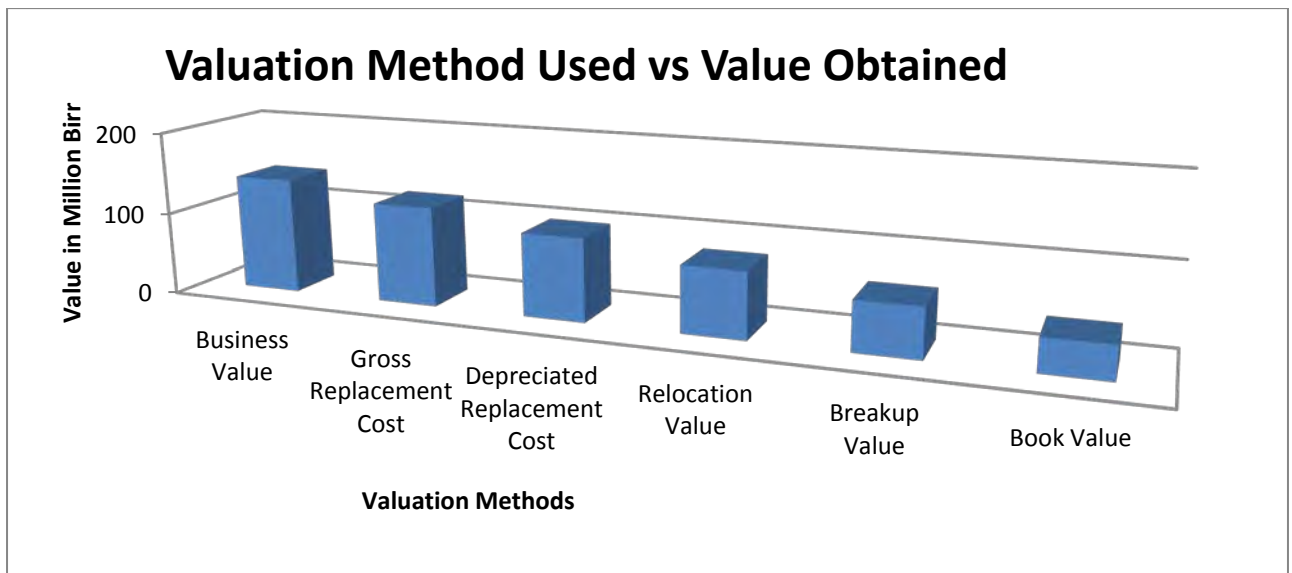 Valuation Method Used vs Value Obtained
Value in Million Birr
200
100
0
Business
Value
Gross
Replacement
Cost
Depreciated
Replacement
Cost
Relocation
Value
Breakup
Value
Book Value
Valuation Methods